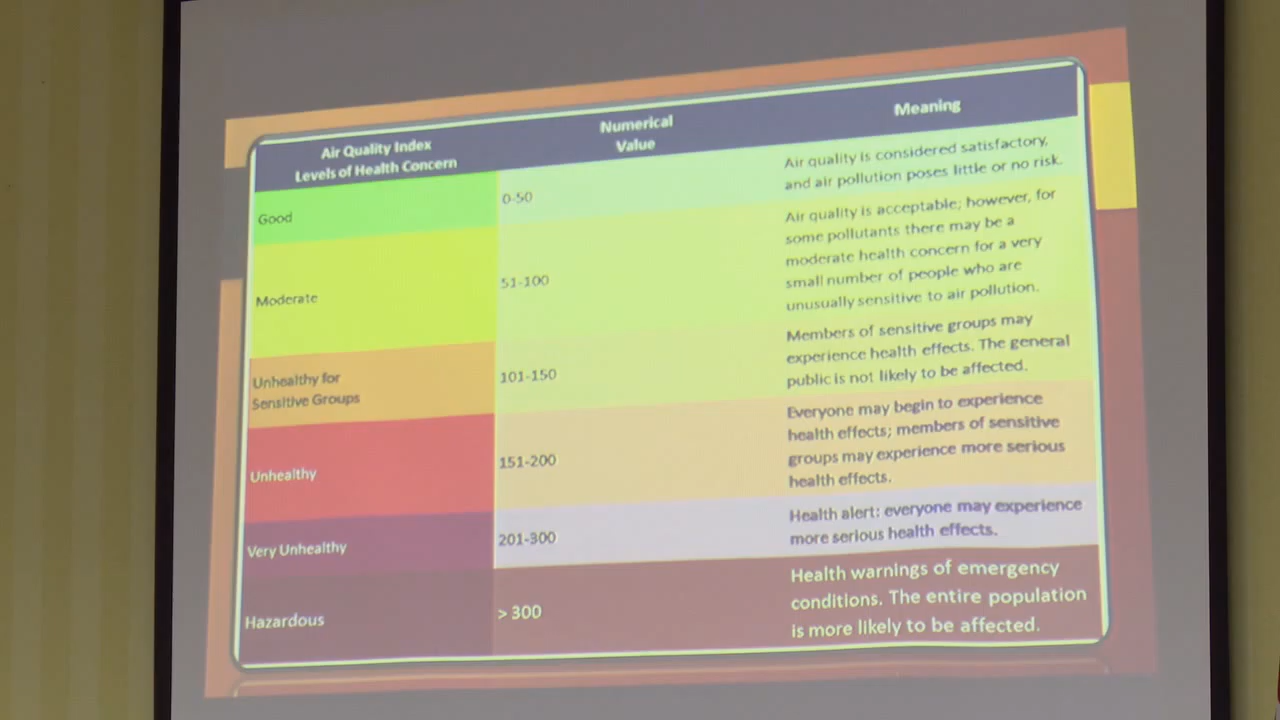 Air Quality Index
Levels of Health Concern
Numerical
Value
Meaning
Good
0-50
Air quality is considered satisfactory,
and air pollution poses little or no risk.
Moderate
51-100
Air quality is acceptable; however, for
some pollutants there may be a
moderate health concern for a very
small number of people who are
unusually sensitive to air pollution.
Unhealthy for
Sensitive Groups
101-150
Members of sensitive groups may
experience health effects. The general
public is not likely to be affected.
Unhealthy
151-200
Everyone may begin to experience
health effects; members of sensitive
groups may experience more serious
health effects.
Very Unhealthy
201-300
Health alert: everyone may experience
more serious health effects.
Hazardous
> 300
Health warnings of emergency
conditions. The entire population
is more likely to be affected.